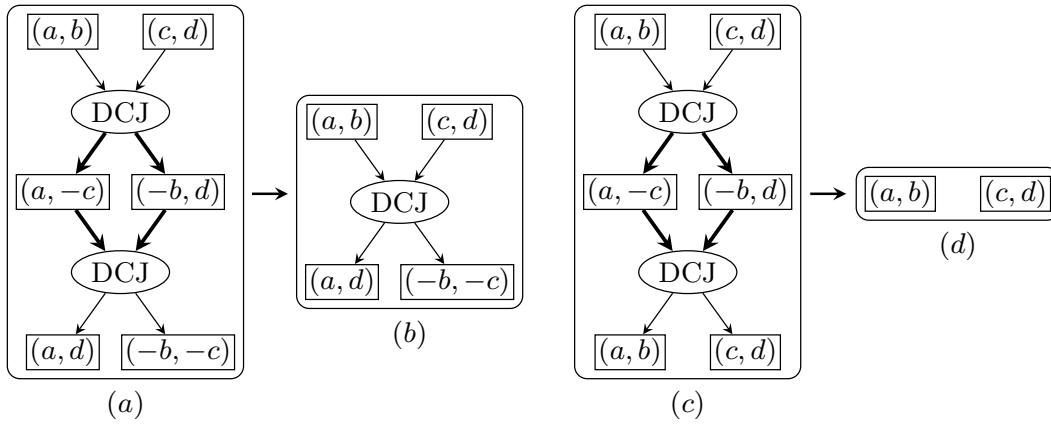 (a, b) (c, d)
DCJ
(a, −c) (−b, d)
DCJ
(a, d) (−b, −c)
(a)
(a, b) (c, d)
DCJ
(a, d) (−b, −c)
(b)
(a, b) (c, d)
DCJ
(a, −c) (−b, d)
DCJ
(a, b) (c, d)
(c)
(a, b) (c, d)
(d)